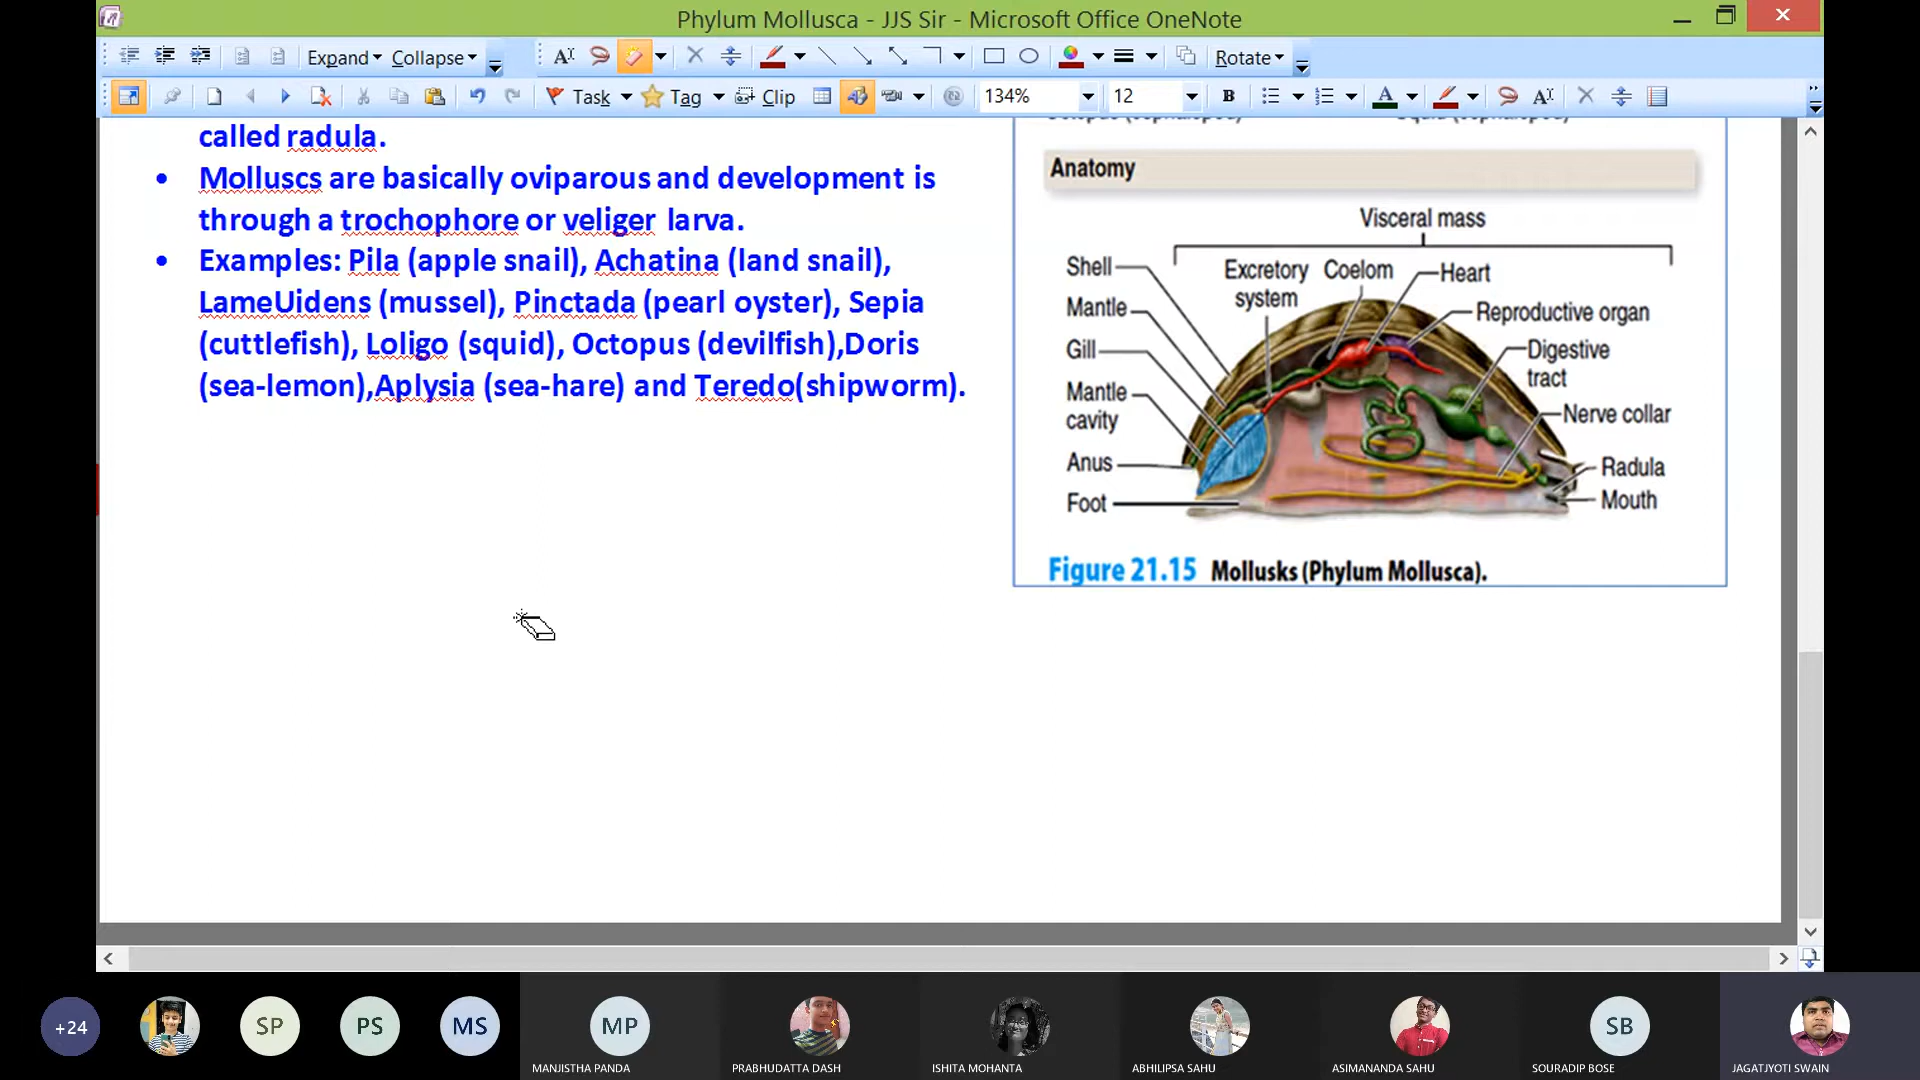 Phylum Mollusca - JJS Sir - Microsoft Office OneNote
Expand Collapse Rotate
Task Tag Clip 134% 12 B A
called radula.
• Molluscs are basically oviparous and development is
through a trochophore or veliger larva.
• Examples: Pila (apple snail), Achatina (land snail),
LameUidens (mussel), Pinctada (pearl oyster), Sepia
(cuttlefish), Loligo (squid), Octopus (devilfish),Doris
(sea-lemon),Aplysia (sea-hare) and Teredo(shipworm).
Octopus (cephalopod) Squid (cephalopod)
Anatomy
Visceral mass
Shell
Excretory system
Coelom
Heart
Mantle
Reproductive organ
Gill
Digestive
tract
Mantle
cavity
Nerve collar
Anus
Radula
Foot
Mouth
Figure 21.15 Mollusks (Phylum Mollusca).
+24 SP PS MS MP SB
MANJISTHA PANDA PRABHUDATTA DASH ISHITA MOHANTA ABHILIPSA SAHU ASIMANANDA SAHU SOURADIP BOSE JAGATJYOTI SWAIN